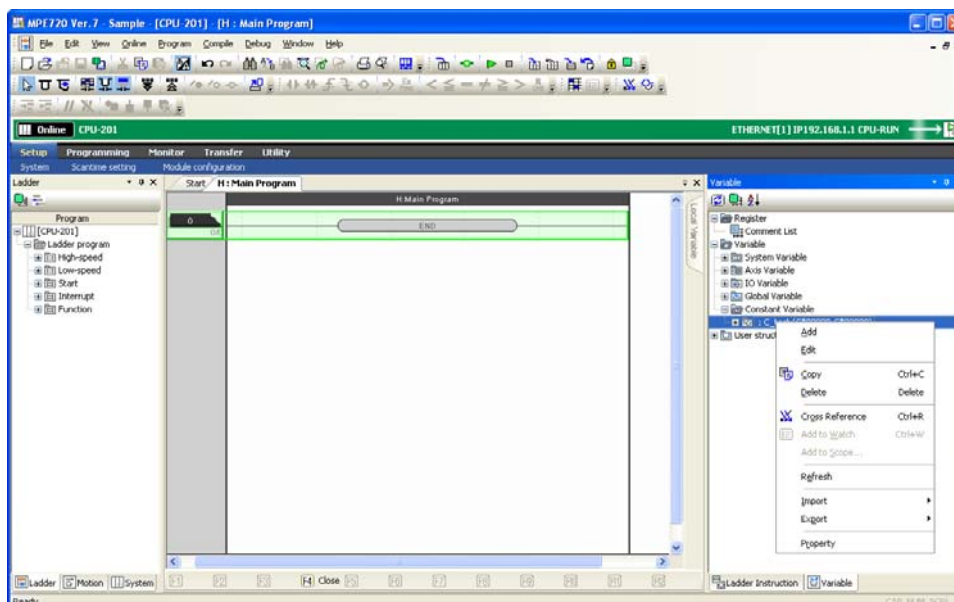 MPE720 Ver.7 - Sample - [CPU-201] - [H : Main Program]
File Edit View Online Program Compile Debug Window Help
Online CPU-201 ETHERNET[1] IP192.168.1.1 CPU-RUN
Setup Programming Monitor Transfer Utility
System Scantime setting Module configuration
Ladder
Start H : Main Program
Variable
Program
[CPU-201]
Ladder program
High-speed
Low-speed
Start
Interrupt
Function
H:Main Program
0
END
Local Variable
Register
Comment List
Variable
System Variable
Axis Variable
IO Variable
Global Variable
Constant Variable
User struct
Add
Edit
Copy Ctrl+C
Delete Delete
Cross Reference Ctrl+R
Add to Watch Ctrl+W
Add to Scope...
Refresh
Import
Export
Property
Ladder Motion System
F1 F2 F3 F4 Close F5 F6 F7 F8 F9 F10 F11 F12
Ladder Instruction Variable
Ready